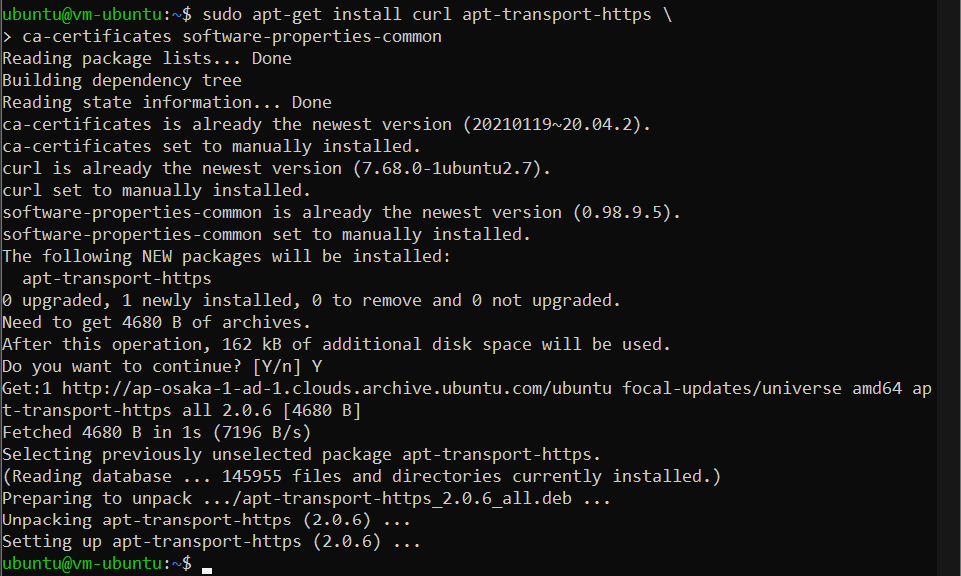 ubuntu@vm-ubuntu:~$ sudo apt-get install curl apt-transport-https \
> ca-certificates software-properties-common
Reading package lists... Done
Building dependency tree
Reading state information... Done
ca-certificates is already the newest version (20210119~20.04.2).
ca-certificates set to manually installed.
curl is already the newest version (7.68.0-1ubuntu2.7).
curl set to manually installed.
software-properties-common is already the newest version (0.98.9.5).
software-properties-common set to manually installed.
The following NEW packages will be installed:
  apt-transport-https
0 upgraded, 1 newly installed, 0 to remove and 0 not upgraded.
Need to get 4680 B of archives.
After this operation, 162 kB of additional disk space will be used.
Do you want to continue? [Y/n] Y
Get:1 http://ap-osaka-1-ad-1.clouds.archive.ubuntu.com/ubuntu focal-updates/universe amd64 ap
t-transport-https all 2.0.6 [4680 B]
Fetched 4680 B in 1s (7196 B/s)
Selecting previously unselected package apt-transport-https.
(Reading database ... 145955 files and directories currently installed.)
Preparing to unpack .../apt-transport-https_2.0.6_all.deb ...
Unpacking apt-transport-https (2.0.6) ...
Setting up apt-transport-https (2.0.6) ...
ubuntu@vm-ubuntu:~$